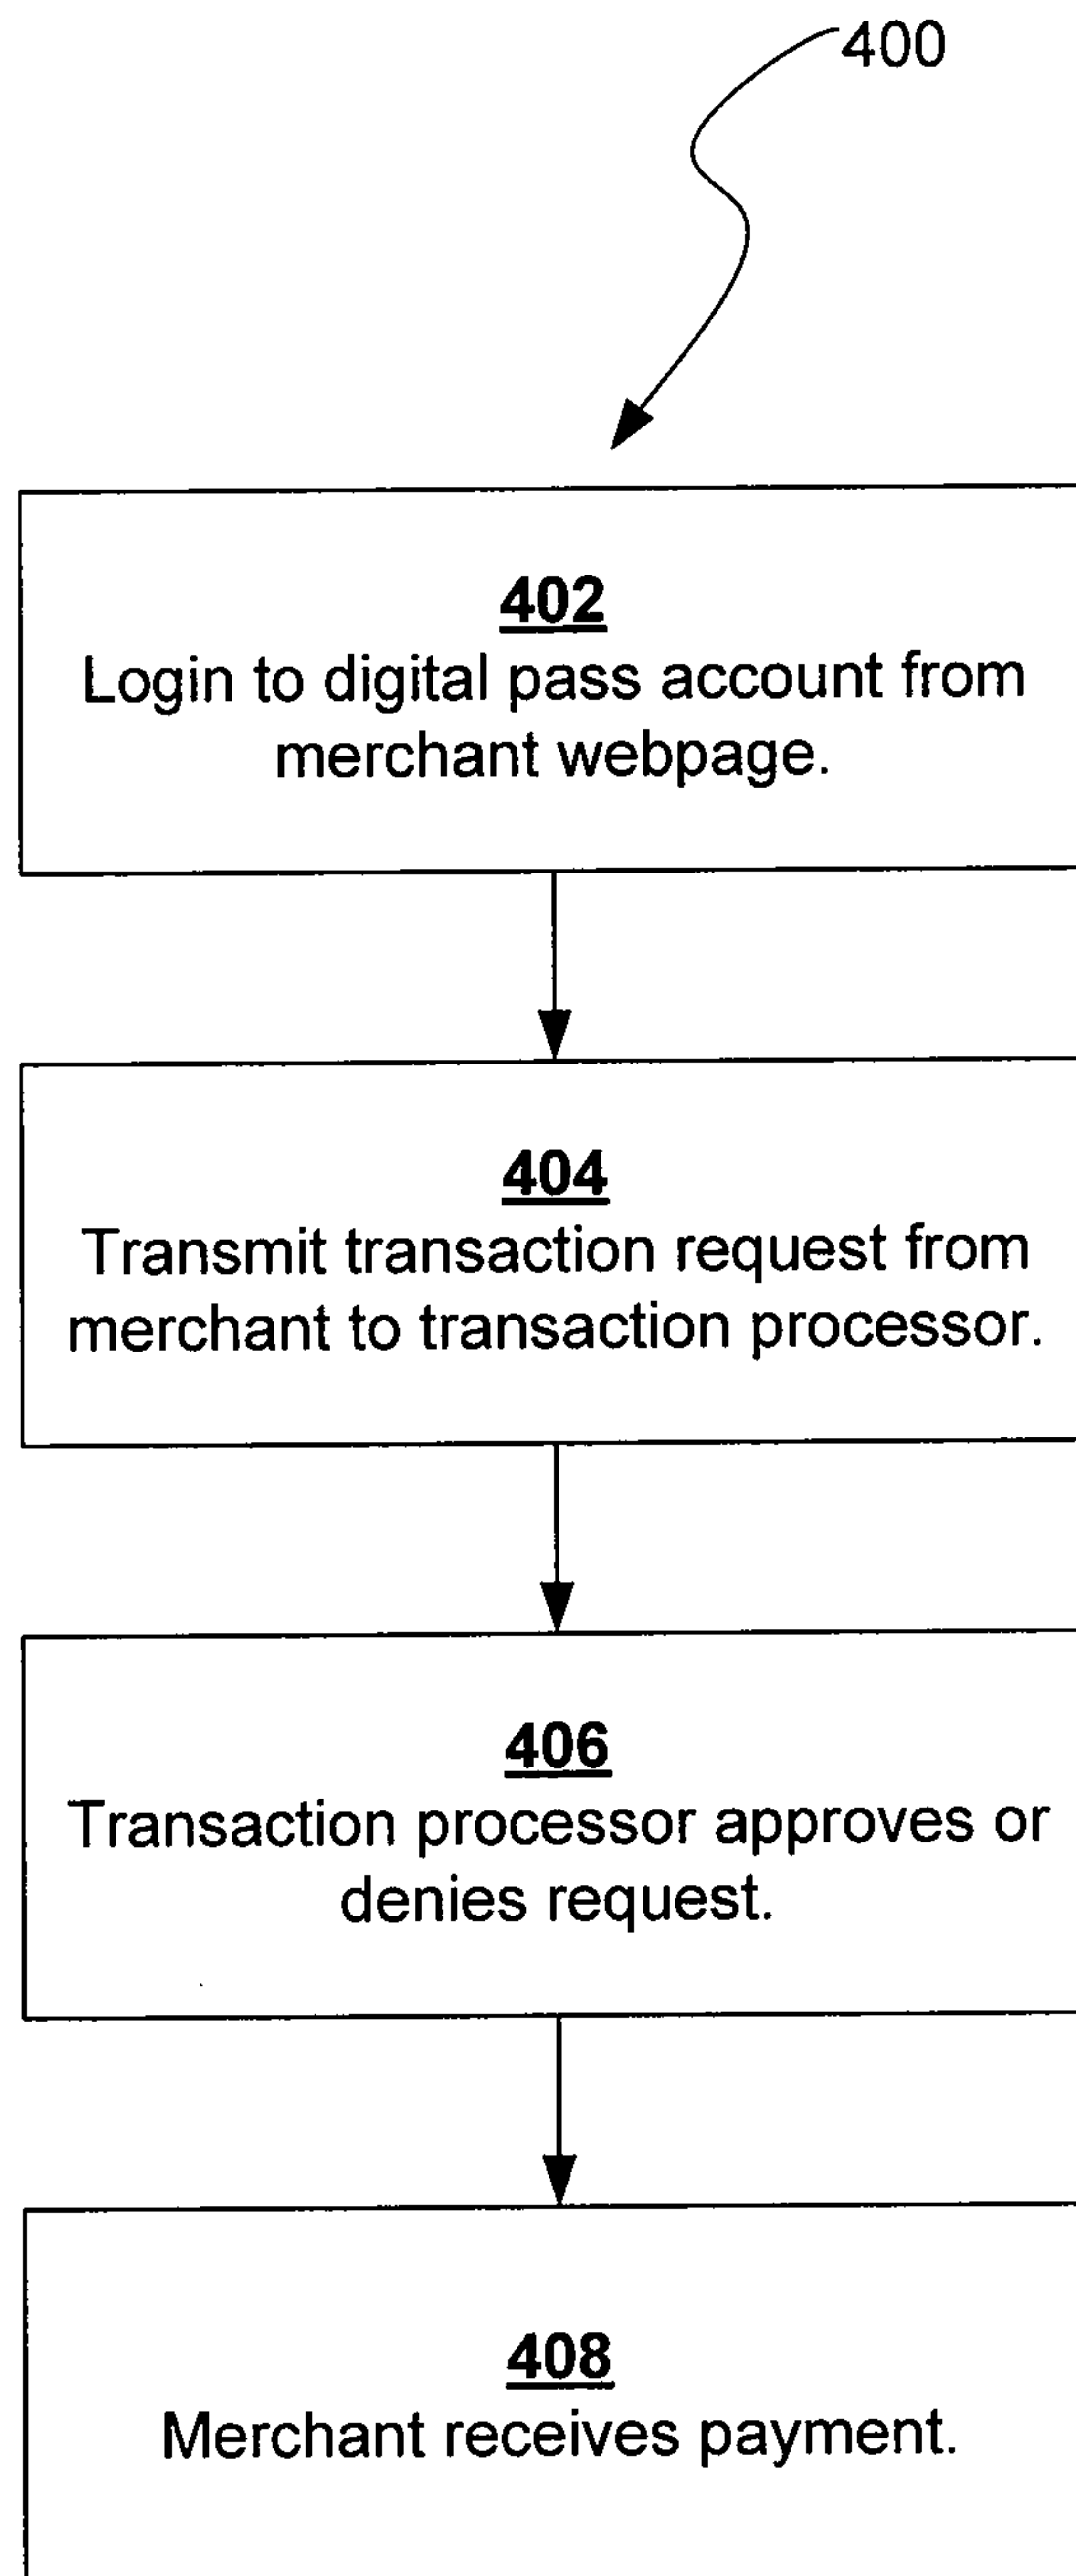 400
402
Login to digital pass account from
merchant webpage.
404
Transmit transaction request from
merchant to transaction processor.
406
Transaction processor approves or
denies request.
408
Merchant receives payment.